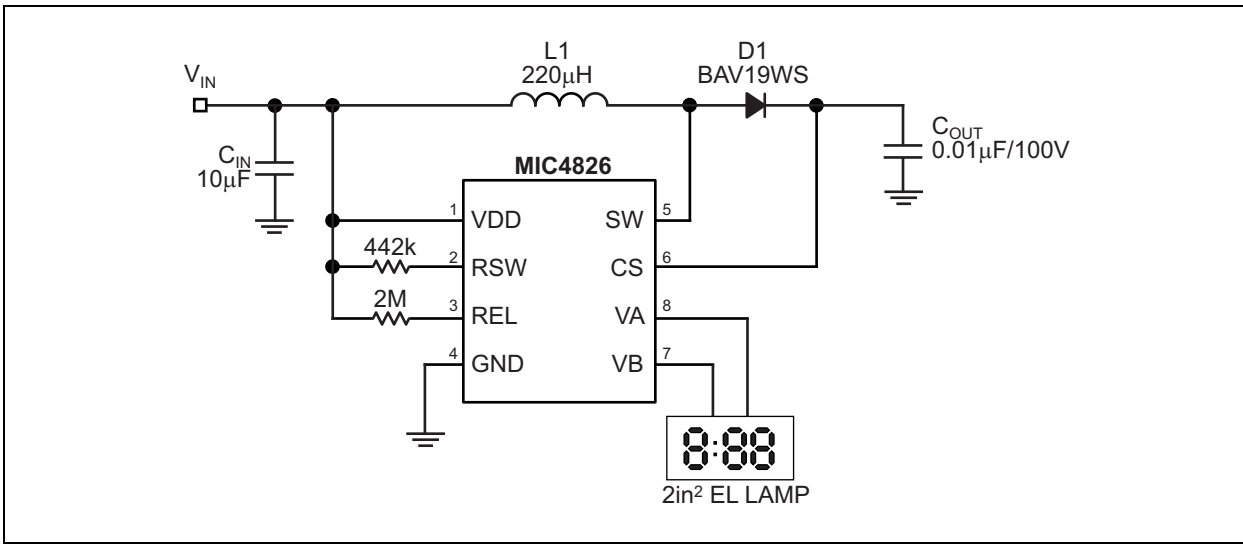 L1
220μH
D1
BAV19WS
V_IN
C_IN
10μF
C_OUT
0.01μF/100V
MIC4826
1 VDD
SW 5
442k
2 RSW
CS 6
2M
3 REL
VA 8
4 GND
VB 7
8:88
2in² EL LAMP